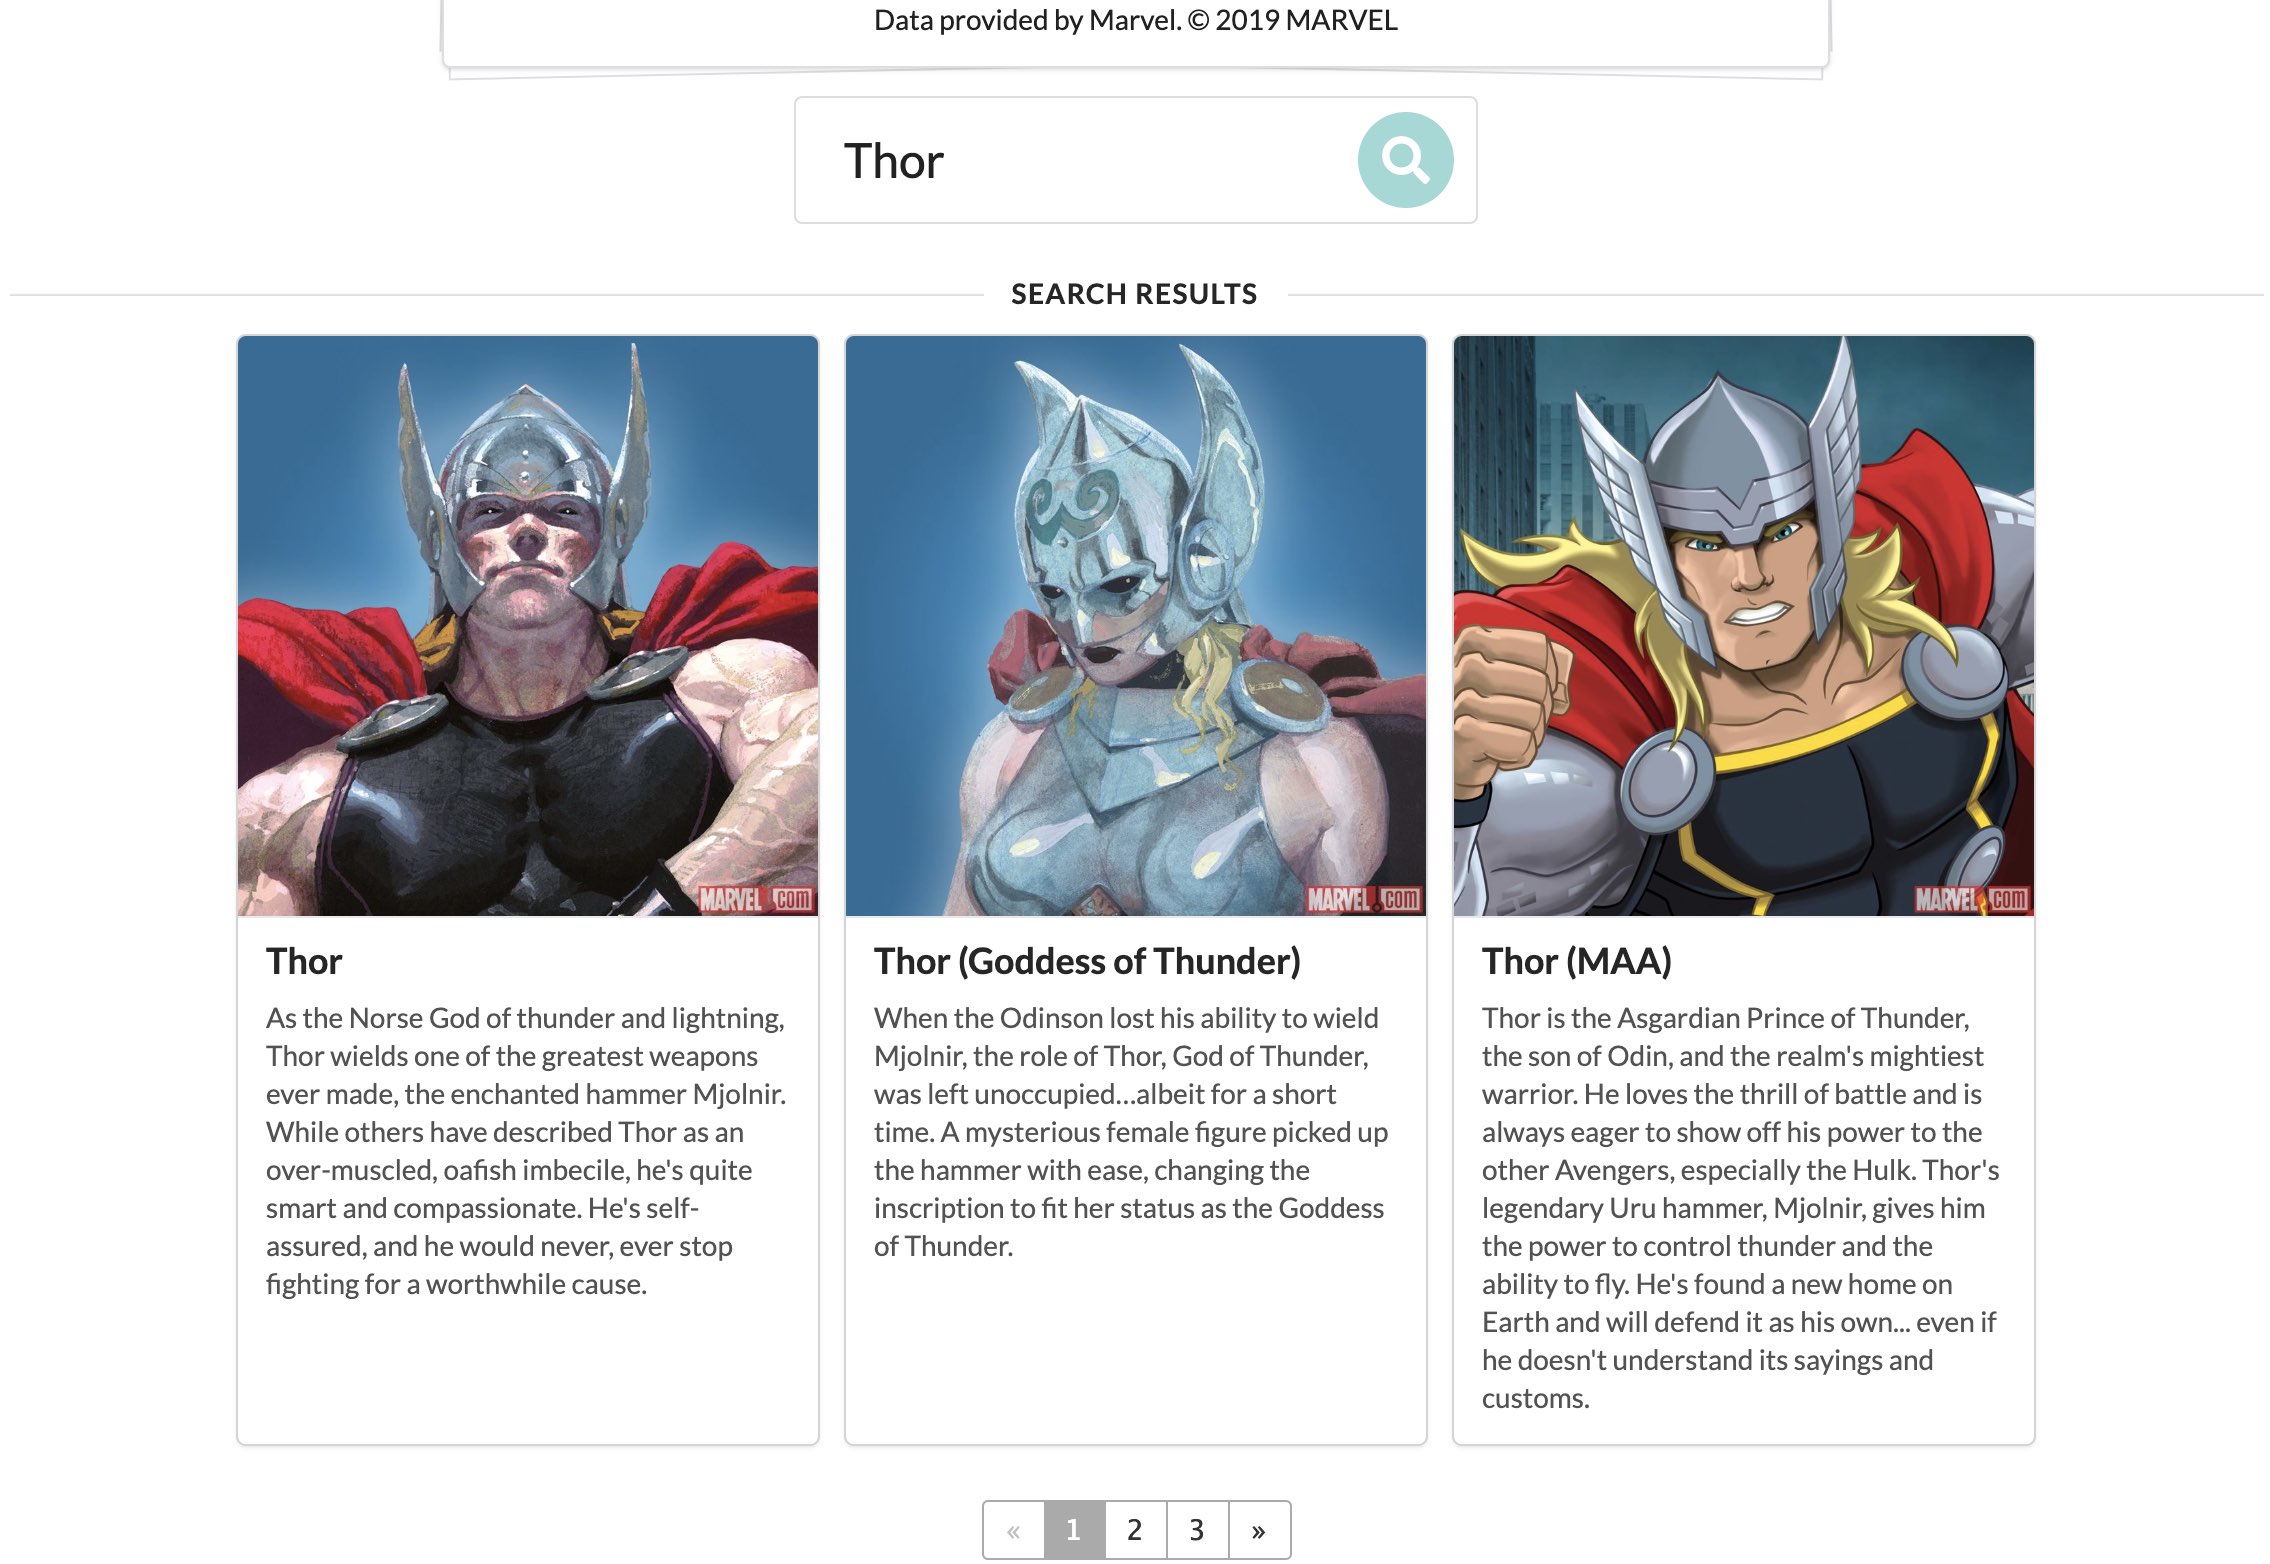 Data provided by Marvel. © 2019 MARVEL
Thor
SEARCH RESULTS
MARVEL.com
MARVEL.com
MARVEL.com
Thor
As the Norse God of thunder and lightning,
Thor wields one of the greatest weapons
ever made, the enchanted hammer Mjolnir.
While others have described Thor as an
over-muscled, oafish imbecile, he's quite
smart and compassionate. He's self-
assured, and he would never, ever stop
fighting for a worthwhile cause.
Thor (Goddess of Thunder)
When the Odinson lost his ability to wield
Mjolnir, the role of Thor, God of Thunder,
was left unoccupied…albeit for a short
time. A mysterious female figure picked up
the hammer with ease, changing the
inscription to fit her status as the Goddess
of Thunder.
Thor (MAA)
Thor is the Asgardian Prince of Thunder,
the son of Odin, and the realm's mightiest
warrior. He loves the thrill of battle and is
always eager to show off his power to the
other Avengers, especially the Hulk. Thor's
legendary Uru hammer, Mjolnir, gives him
the power to control thunder and the
ability to fly. He's found a new home on
Earth and will defend it as his own... even if
he doesn't understand its sayings and
customs.
« 1 2 3 »